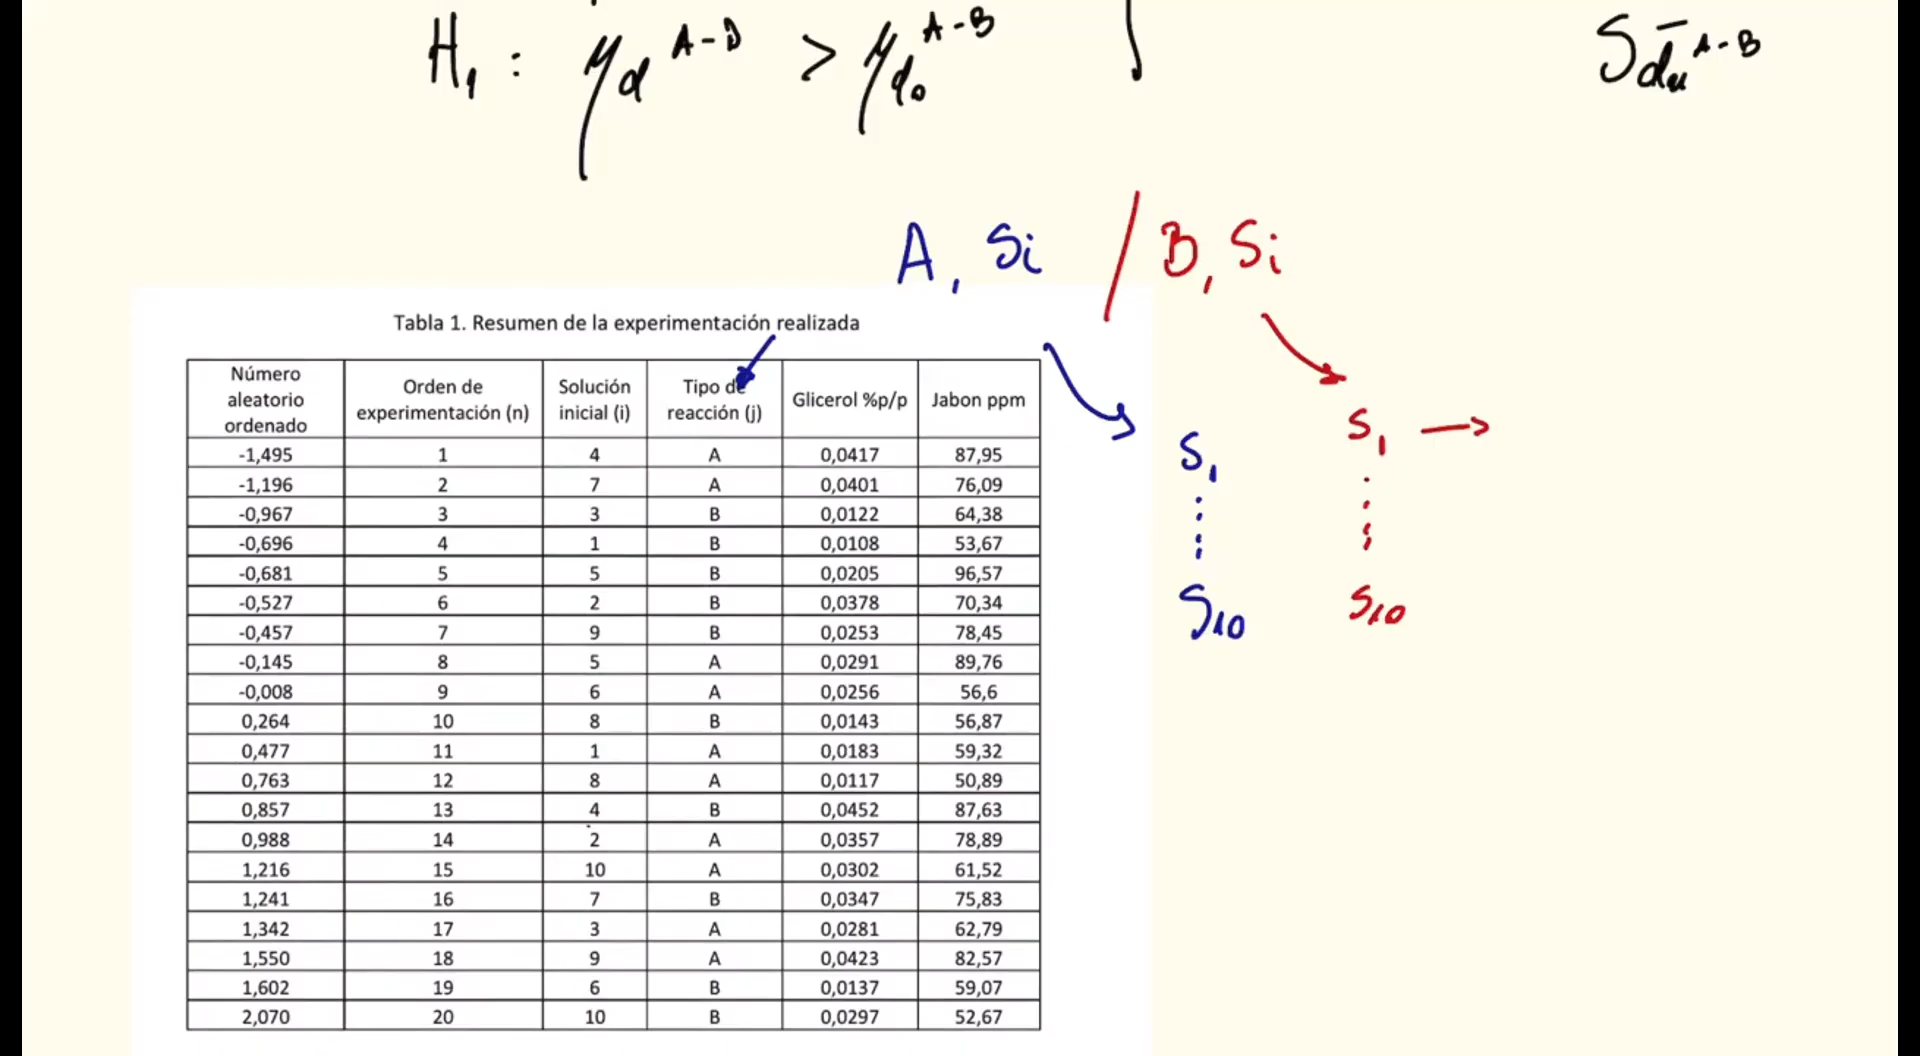 H₁ : μd^A-B > μd₀^A-B
A, Si / B, Si
Tabla 1. Resumen de la experimentación realizada
Número aleatorio ordenado | Orden de experimentación (n) | Solución inicial (i) | Tipo de reacción (j) | Glicerol %p/p | Jabon ppm
-1,495 | 1 | 4 | A | 0,0417 | 87,95
-1,196 | 2 | 7 | A | 0,0401 | 76,09
-0,967 | 3 | 3 | B | 0,0122 | 64,38
-0,696 | 4 | 1 | B | 0,0108 | 53,67
-0,681 | 5 | 5 | B | 0,0205 | 96,57
-0,527 | 6 | 2 | B | 0,0378 | 70,34
-0,457 | 7 | 9 | B | 0,0253 | 78,45
-0,145 | 8 | 5 | A | 0,0291 | 89,76
-0,008 | 9 | 6 | A | 0,0256 | 56,6
0,264 | 10 | 8 | B | 0,0143 | 56,87
0,477 | 11 | 1 | A | 0,0183 | 59,32
0,763 | 12 | 8 | A | 0,0117 | 50,89
0,857 | 13 | 4 | B | 0,0452 | 87,63
0,988 | 14 | 2 | A | 0,0357 | 78,89
1,216 | 15 | 10 | A | 0,0302 | 61,52
1,241 | 16 | 7 | B | 0,0347 | 75,83
1,342 | 17 | 3 | A | 0,0281 | 62,79
1,550 | 18 | 9 | A | 0,0423 | 82,57
1,602 | 19 | 6 | B | 0,0137 | 59,07
2,070 | 20 | 10 | B | 0,0297 | 52,67
S₁
S₁₀
S₁ →
S₁₀